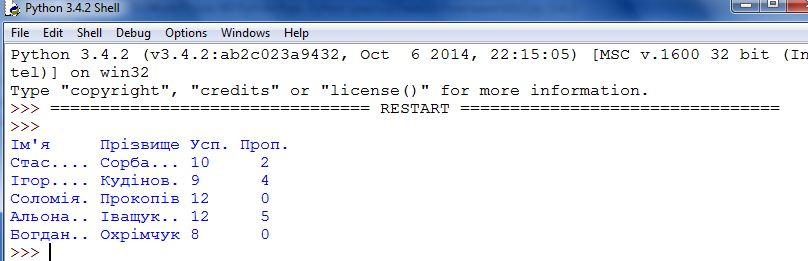 Python 3.4.2 Shell
File Edit Shell Debug Options Windows Help
Python 3.4.2 (v3.4.2:ab2c023a9432, Oct  6 2014, 22:15:05) [MSC v.1600 32 bit (In
tel)] on win32
Type "copyright", "credits" or "license()" for more information.
>>> ================================ RESTART ================================
>>>
Ім'я     Прізвище Усп. Проп.
Стас.... Сорба... 10     2
Ігор.... Кудінов. 9      4
Соломія. Прокопів 12     0
Альона.. Іващук.. 12     5
Богдан.. Охрімчук 8      0
>>>